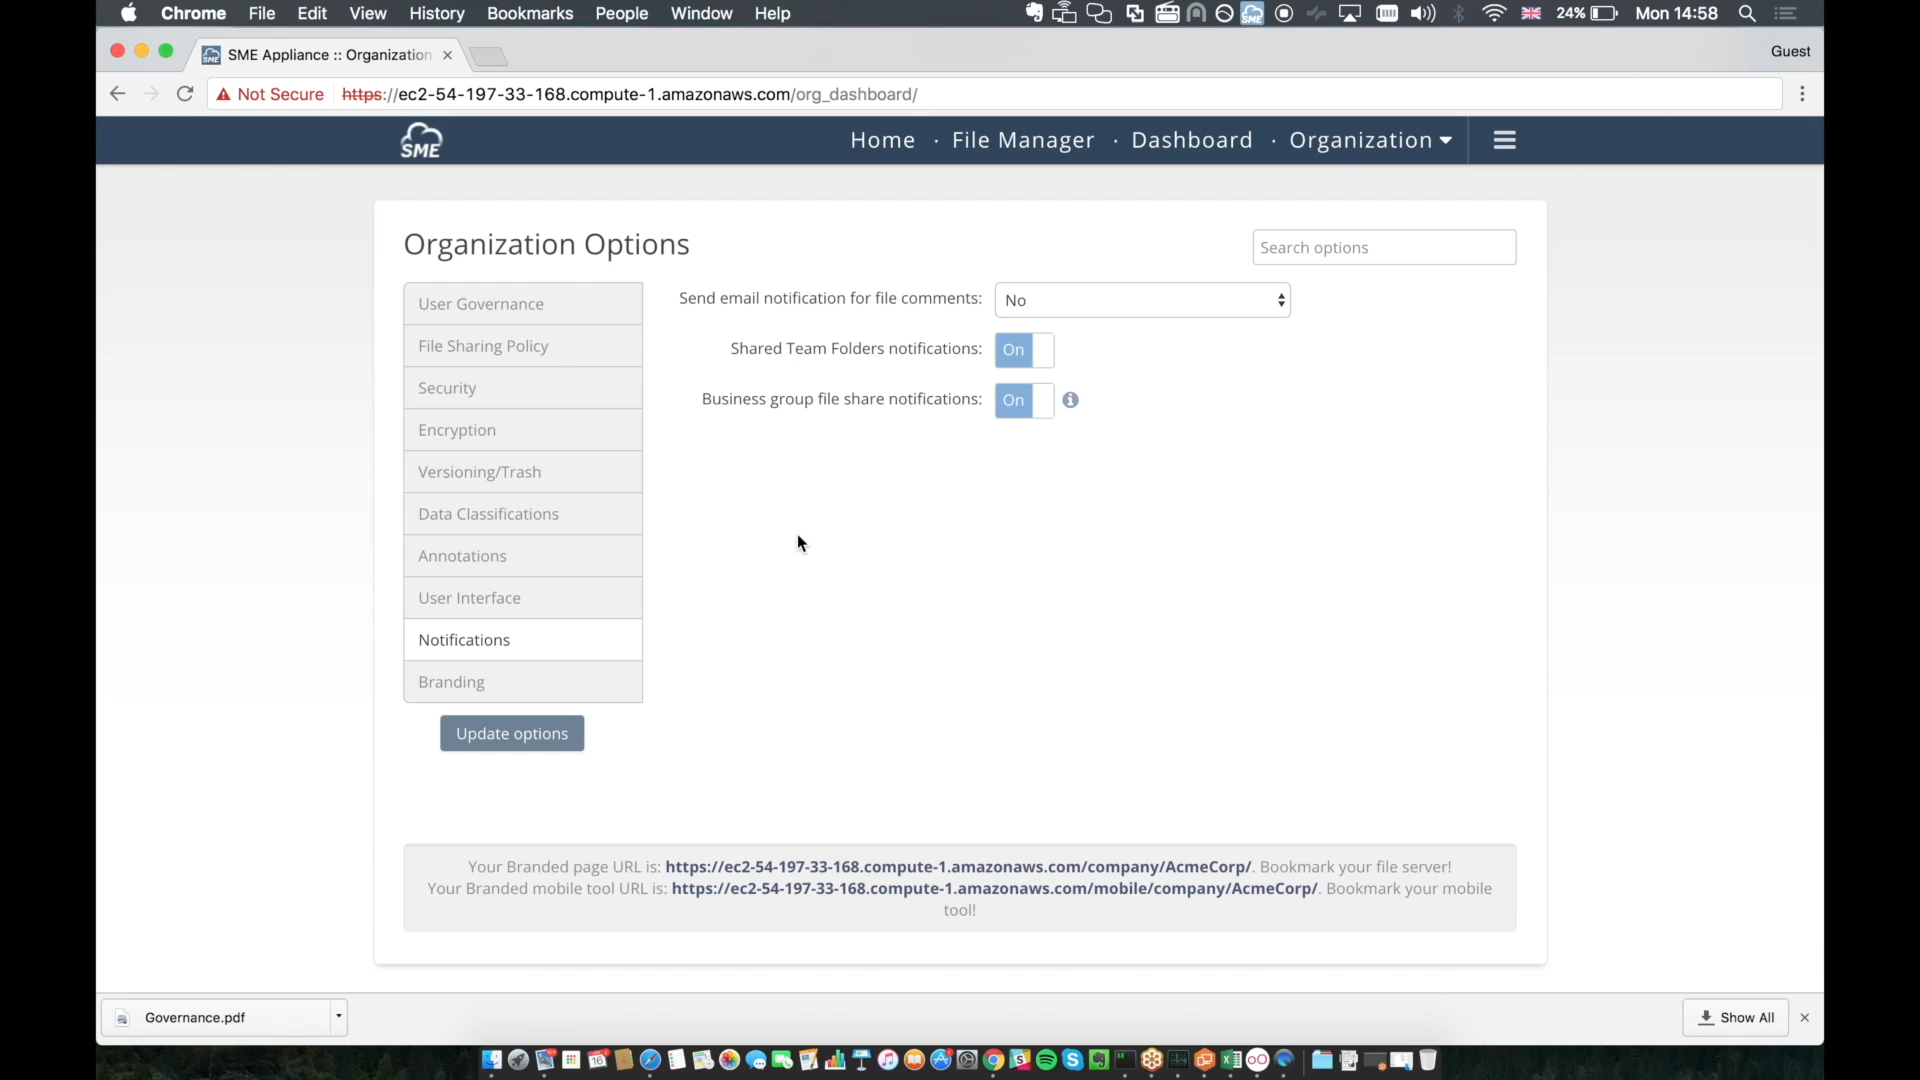 Chrome File Edit View History Bookmarks People Window Help 24% Mon 14:58
SME Appliance :: Organization Guest
Not Secure https://ec2-54-197-33-168.compute-1.amazonaws.com/org_dashboard/
SME Home · File Manager · Dashboard · Organization
Organization Options
Search options
User Governance
File Sharing Policy
Security
Encryption
Versioning/Trash
Data Classifications
Annotations
User Interface
Notifications
Branding
Update options
Send email notification for file comments: No
Shared Team Folders notifications: On
Business group file share notifications: On
Your Branded page URL is: https://ec2-54-197-33-168.compute-1.amazonaws.com/company/AcmeCorp/. Bookmark your file server!
Your Branded mobile tool URL is: https://ec2-54-197-33-168.compute-1.amazonaws.com/mobile/company/AcmeCorp/. Bookmark your mobile
tool!
Governance.pdf Show All